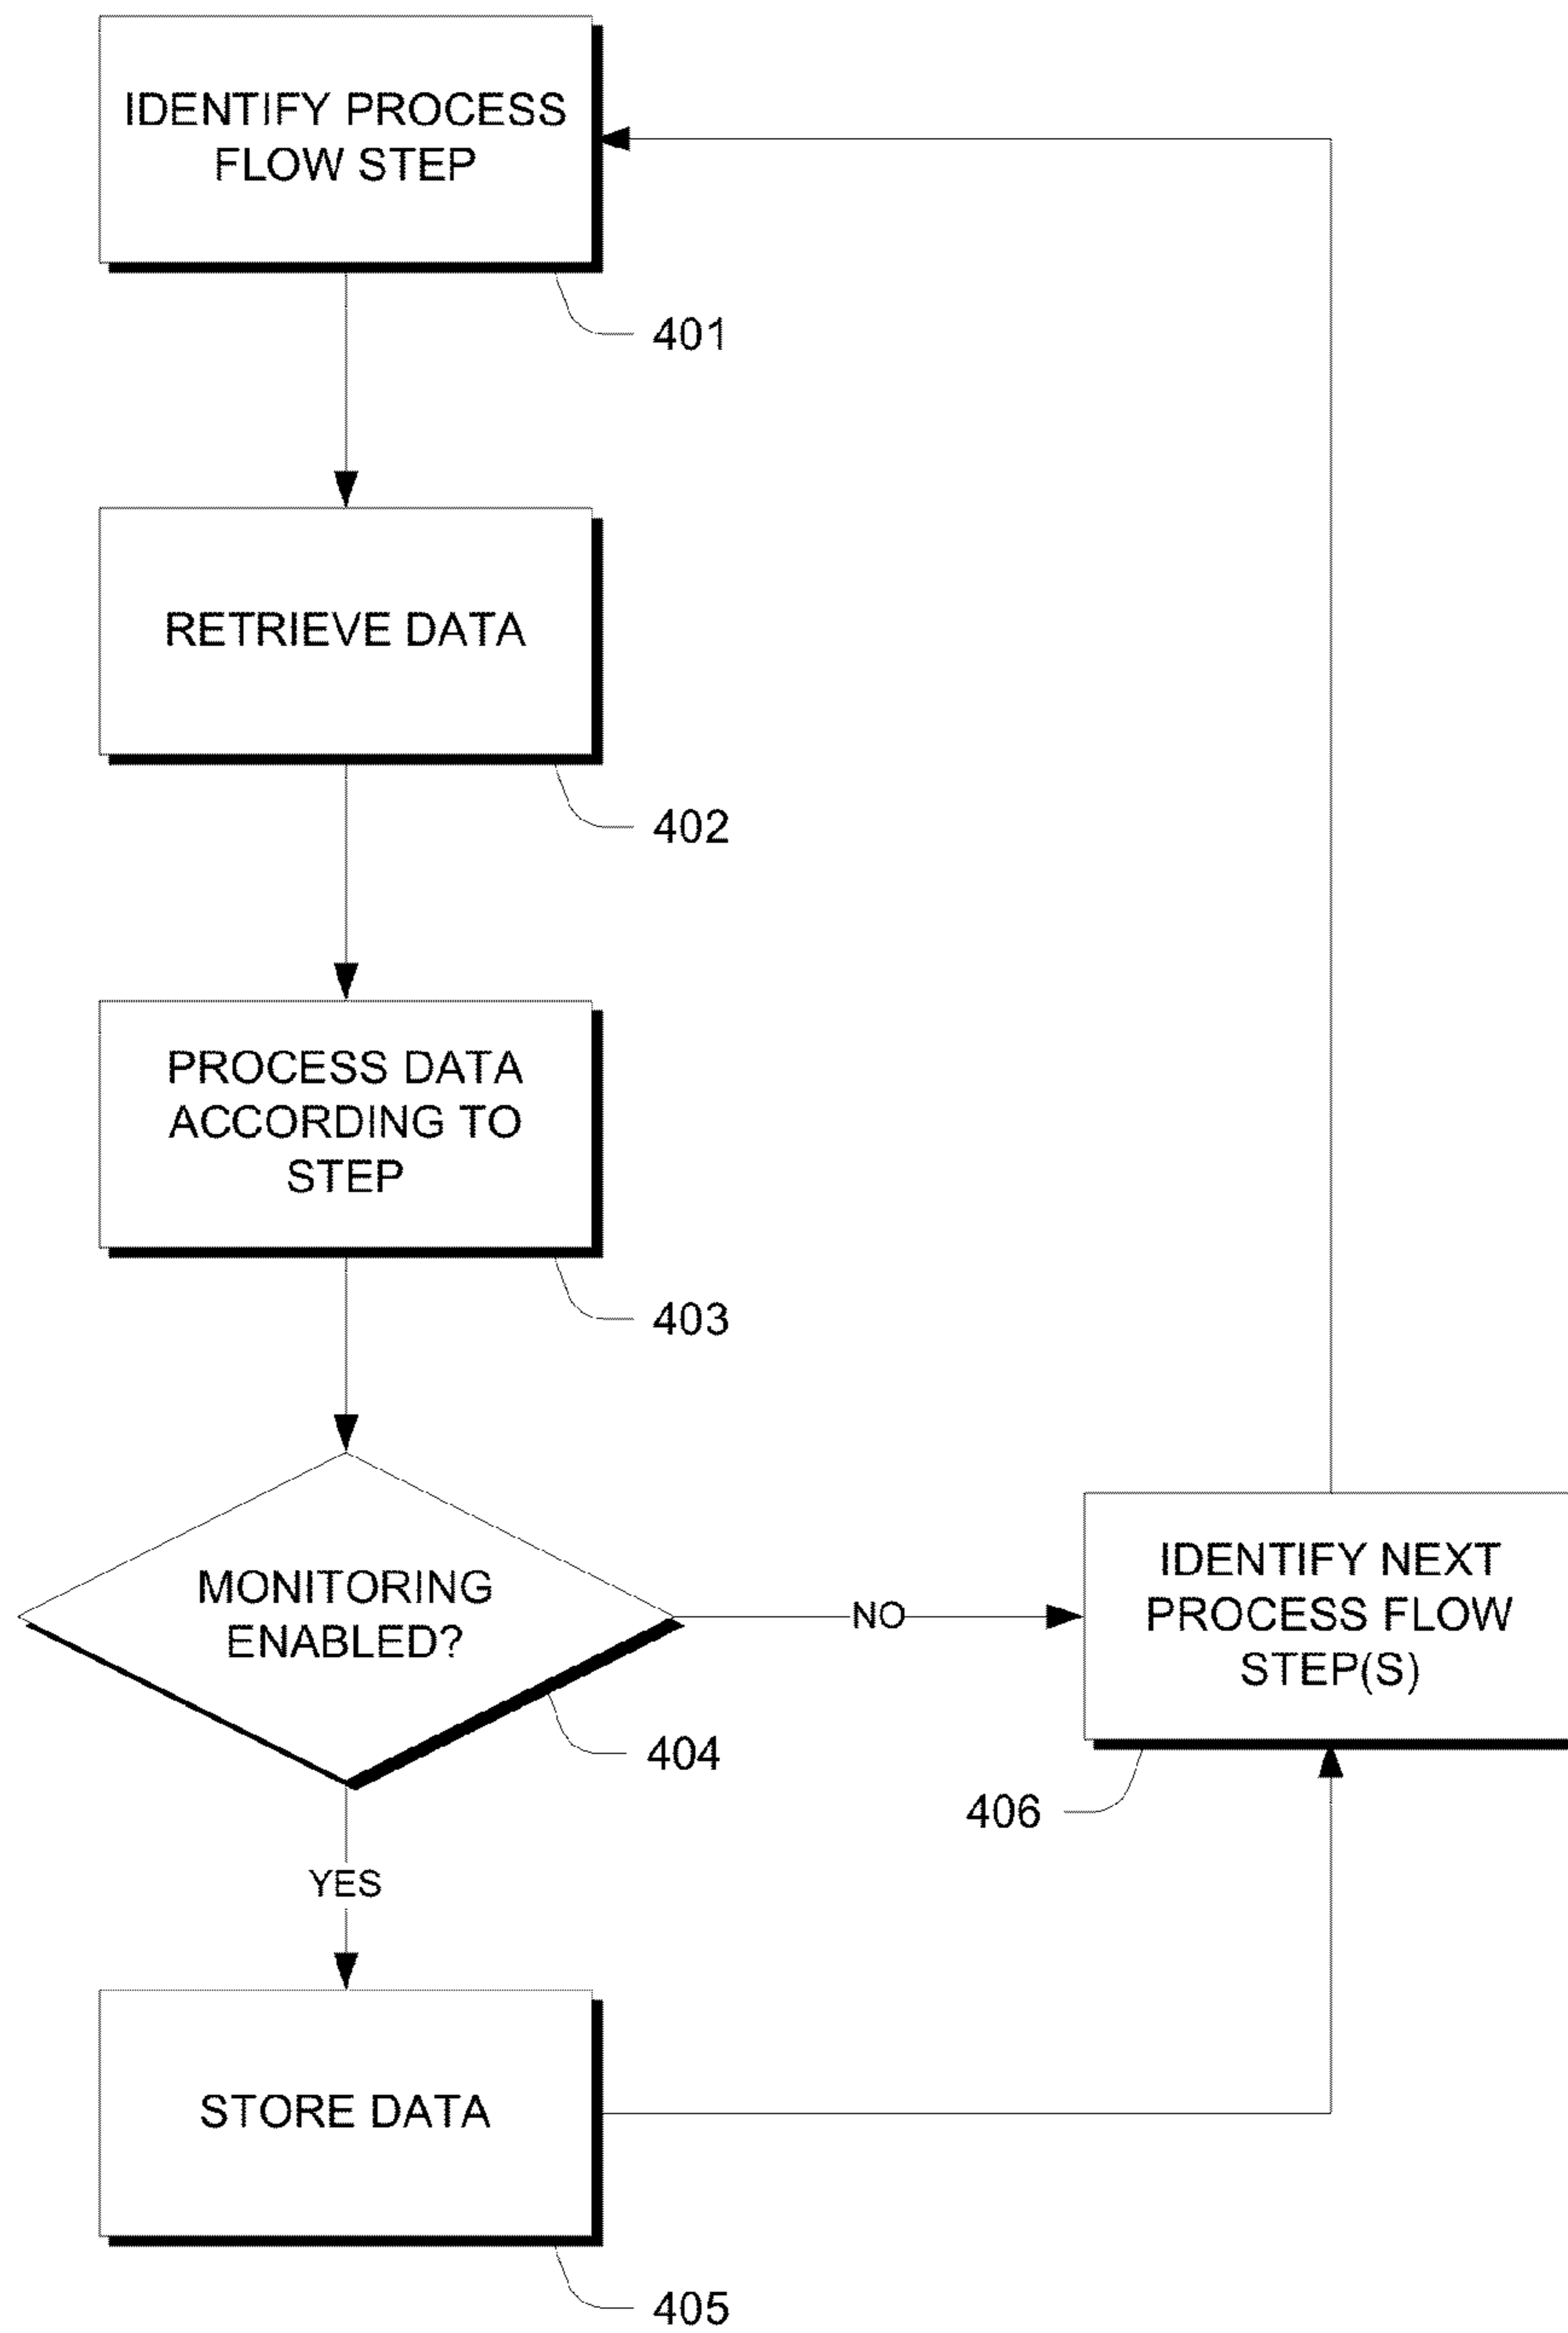 IDENTIFY PROCESS
FLOW STEP
401
RETRIEVE DATA
402
PROCESS DATA
ACCORDING TO
STEP
403
MONITORING
ENABLED?
NO
404
IDENTIFY NEXT
PROCESS FLOW
STEP(S)
406
YES
STORE DATA
405